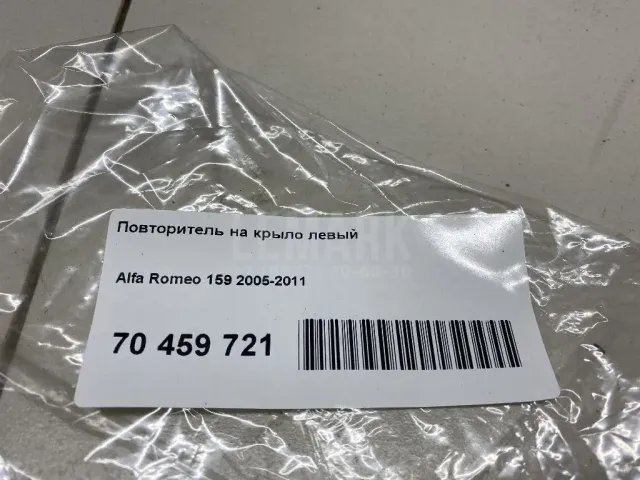 Повторитель на крыло левый
Alfa Romeo 159 2005-2011
70 459 721